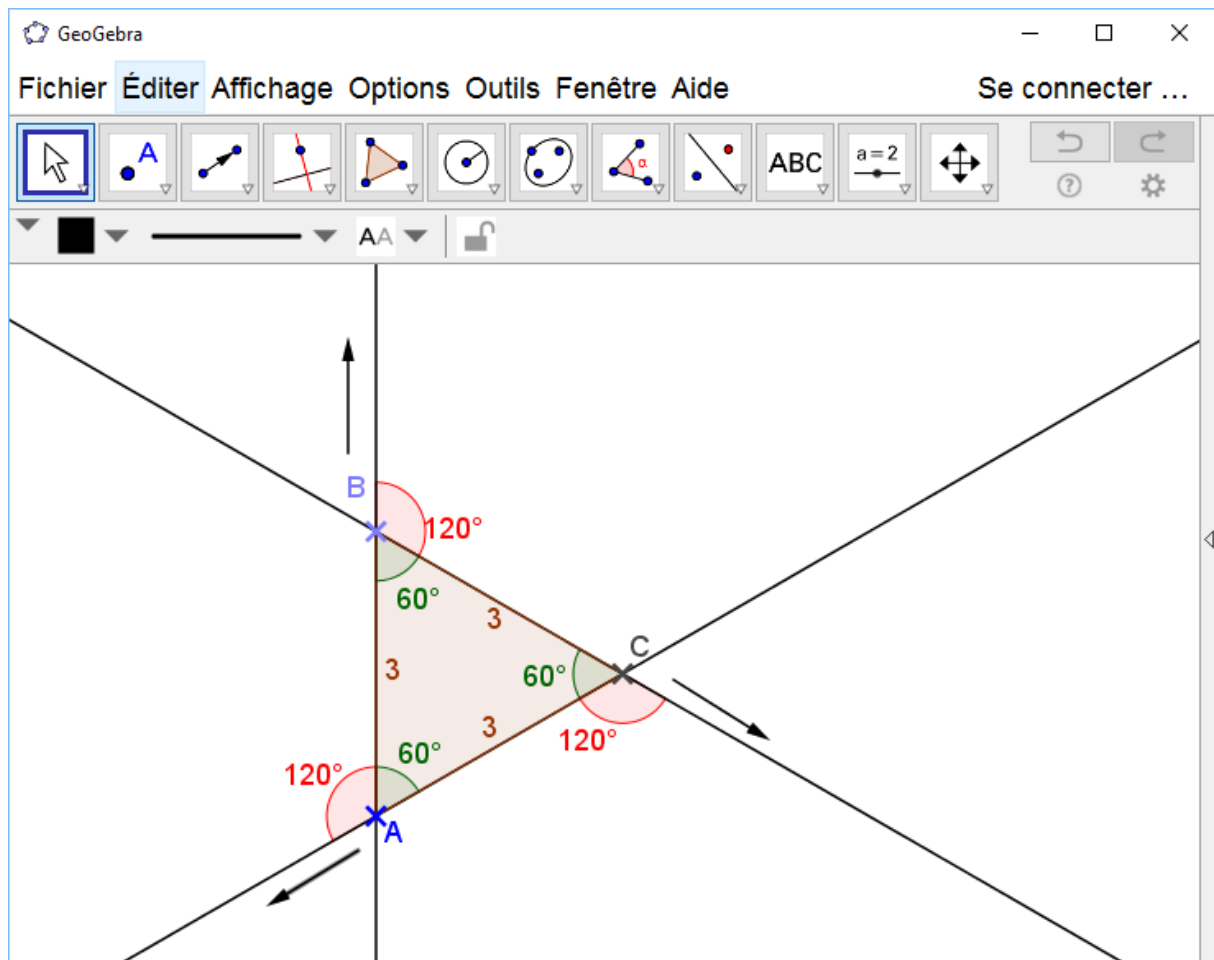 GeoGebra
Fichier Éditer Affichage Options Outils Fenêtre Aide Se connecter ...
A α ABC a=2
AA
B
120°
60°
3
C
3
60°
3
120°
60°
120°
A